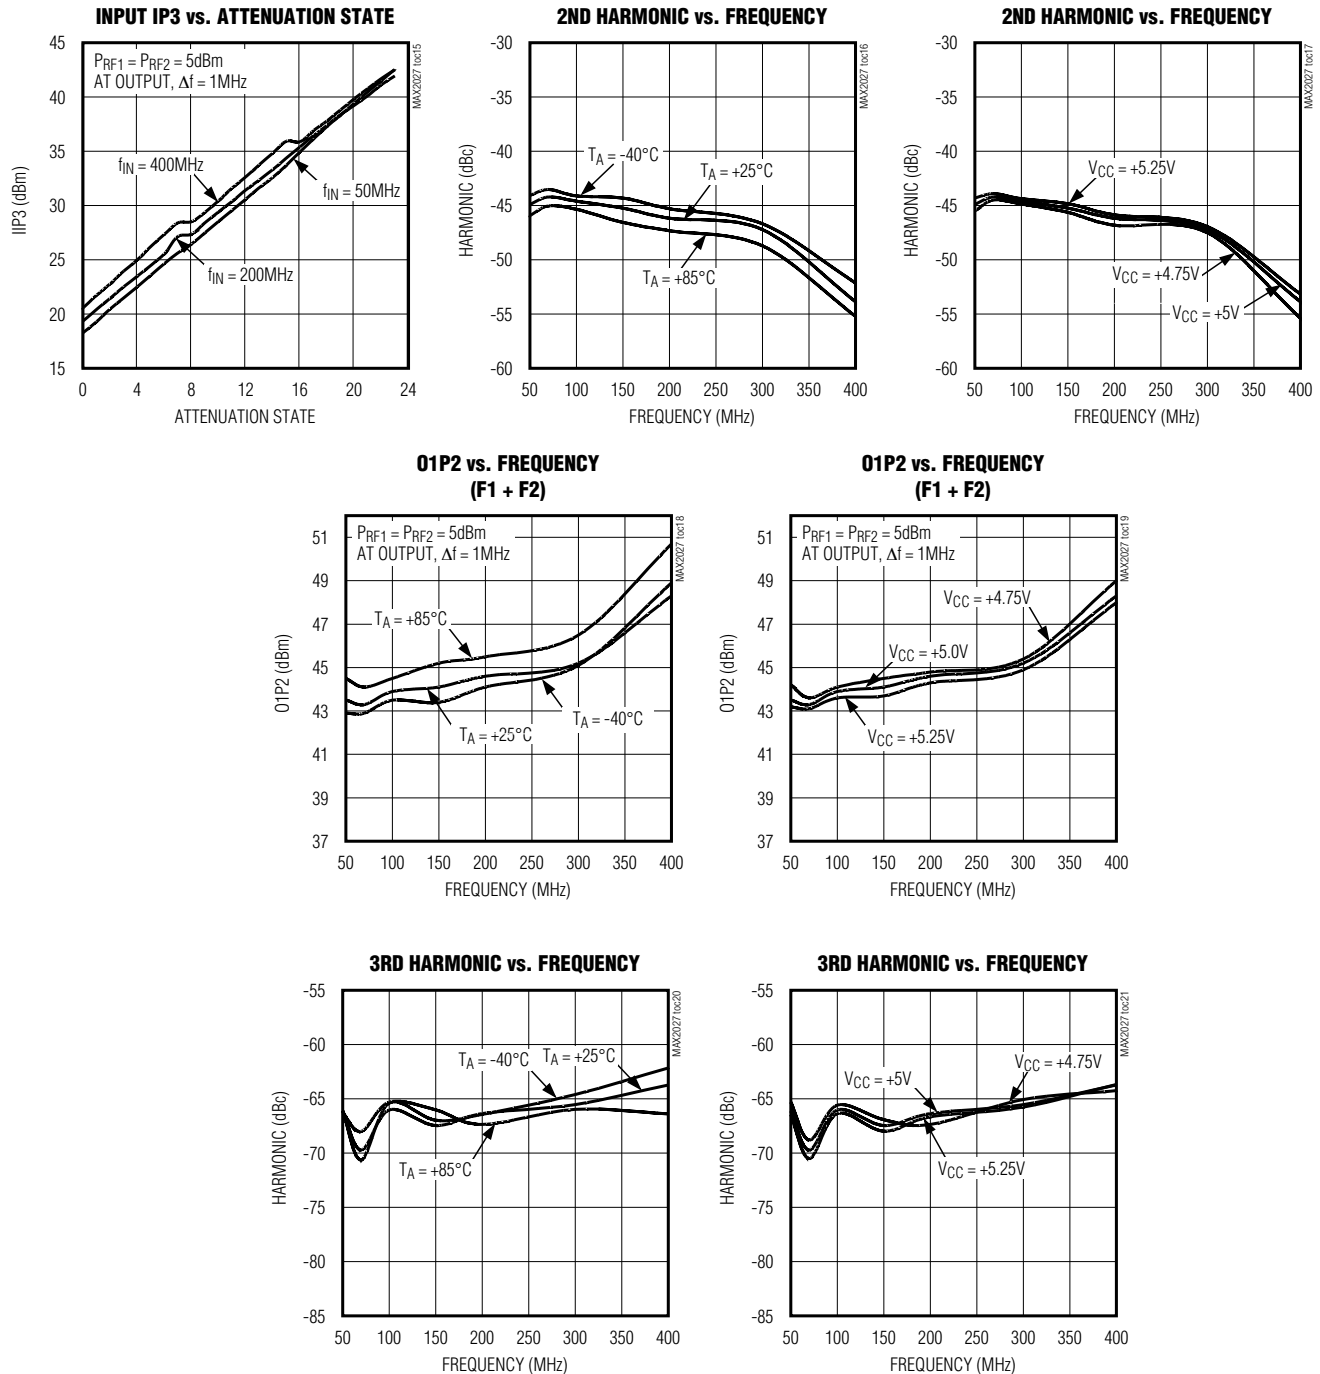 INPUT IP3 vs. ATTENUATION STATE
45
40
35
30
25
20
15
IIP3 (dBm)
PRF1 = PRF2 = 5dBm
AT OUTPUT, Δf = 1MHz
fIN = 400MHz
fIN = 50MHz
fIN = 200MHz
0 4 8 12 16 20 24
ATTENUATION STATE
MAX2027 toc15
2ND HARMONIC vs. FREQUENCY
-30
-35
-40
-45
-50
-55
-60
HARMONIC (dBc)
TA = -40°C
TA = +25°C
TA = +85°C
50 100 150 200 250 300 350 400
FREQUENCY (MHz)
MAX2027 toc16
2ND HARMONIC vs. FREQUENCY
-30
-35
-40
-45
-50
-55
-60
HARMONIC (dBc)
VCC = +5.25V
VCC = +4.75V
VCC = +5V
50 100 150 200 250 300 350 400
FREQUENCY (MHz)
MAX2027 toc17
O1P2 vs. FREQUENCY
(F1 + F2)
51
49
47
45
43
41
39
37
O1P2 (dBm)
PRF1 = PRF2 = 5dBm
AT OUTPUT, Δf = 1MHz
TA = +85°C
TA = -40°C
TA = +25°C
50 100 150 200 250 300 350 400
FREQUENCY (MHz)
MAX2027 toc18
O1P2 vs. FREQUENCY
(F1 + F2)
51
49
47
45
43
41
39
37
O1P2 (dBm)
PRF1 = PRF2 = 5dBm
AT OUTPUT, Δf = 1MHz
VCC = +4.75V
VCC = +5.0V
VCC = +5.25V
50 100 150 200 250 300 350 400
FREQUENCY (MHz)
MAX2027 toc19
3RD HARMONIC vs. FREQUENCY
-55
-60
-65
-70
-75
-80
-85
HARMONIC (dBc)
TA = -40°C TA = +25°C
TA = +85°C
50 100 150 200 250 300 350 400
FREQUENCY (MHz)
MAX2027 toc20
3RD HARMONIC vs. FREQUENCY
-55
-60
-65
-70
-75
-80
-85
HARMONIC (dBc)
VCC = +4.75V
VCC = +5V
VCC = +5.25V
50 100 150 200 250 300 350 400
FREQUENCY (MHz)
MAX2027 toc21